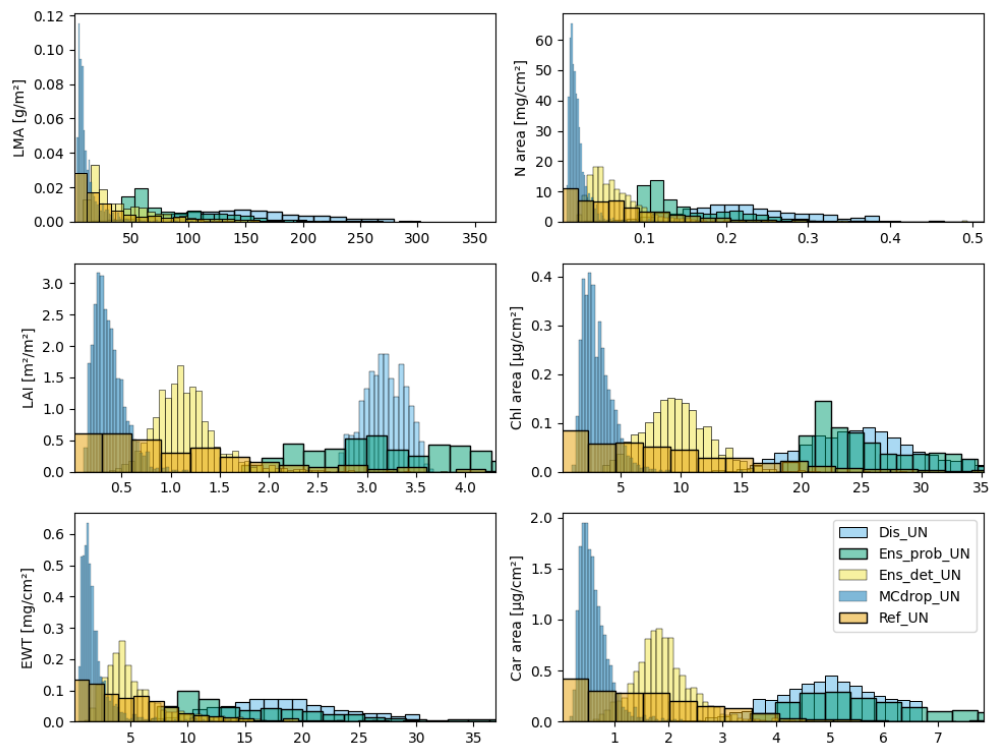 0.12
0.10
0.08
0.06
0.04
0.02
0.00
LMA [g/m²]
50 100 150 200 250 300 350
60
50
40
30
20
10
0
N area [mg/cm²]
0.1 0.2 0.3 0.4 0.5
3.0
2.5
2.0
1.5
1.0
0.5
0.0
LAI [m²/m²]
0.5 1.0 1.5 2.0 2.5 3.0 3.5 4.0
0.4
0.3
0.2
0.1
0.0
Chl area [µg/cm²]
5 10 15 20 25 30 35
0.6
0.5
0.4
0.3
0.2
0.1
0.0
EWT [mg/cm²]
5 10 15 20 25 30 35
2.0
1.5
1.0
0.5
0.0
Car area [µg/cm²]
1 2 3 4 5 6 7
Dis_UN
Ens_prob_UN
Ens_det_UN
MCdrop_UN
Ref_UN